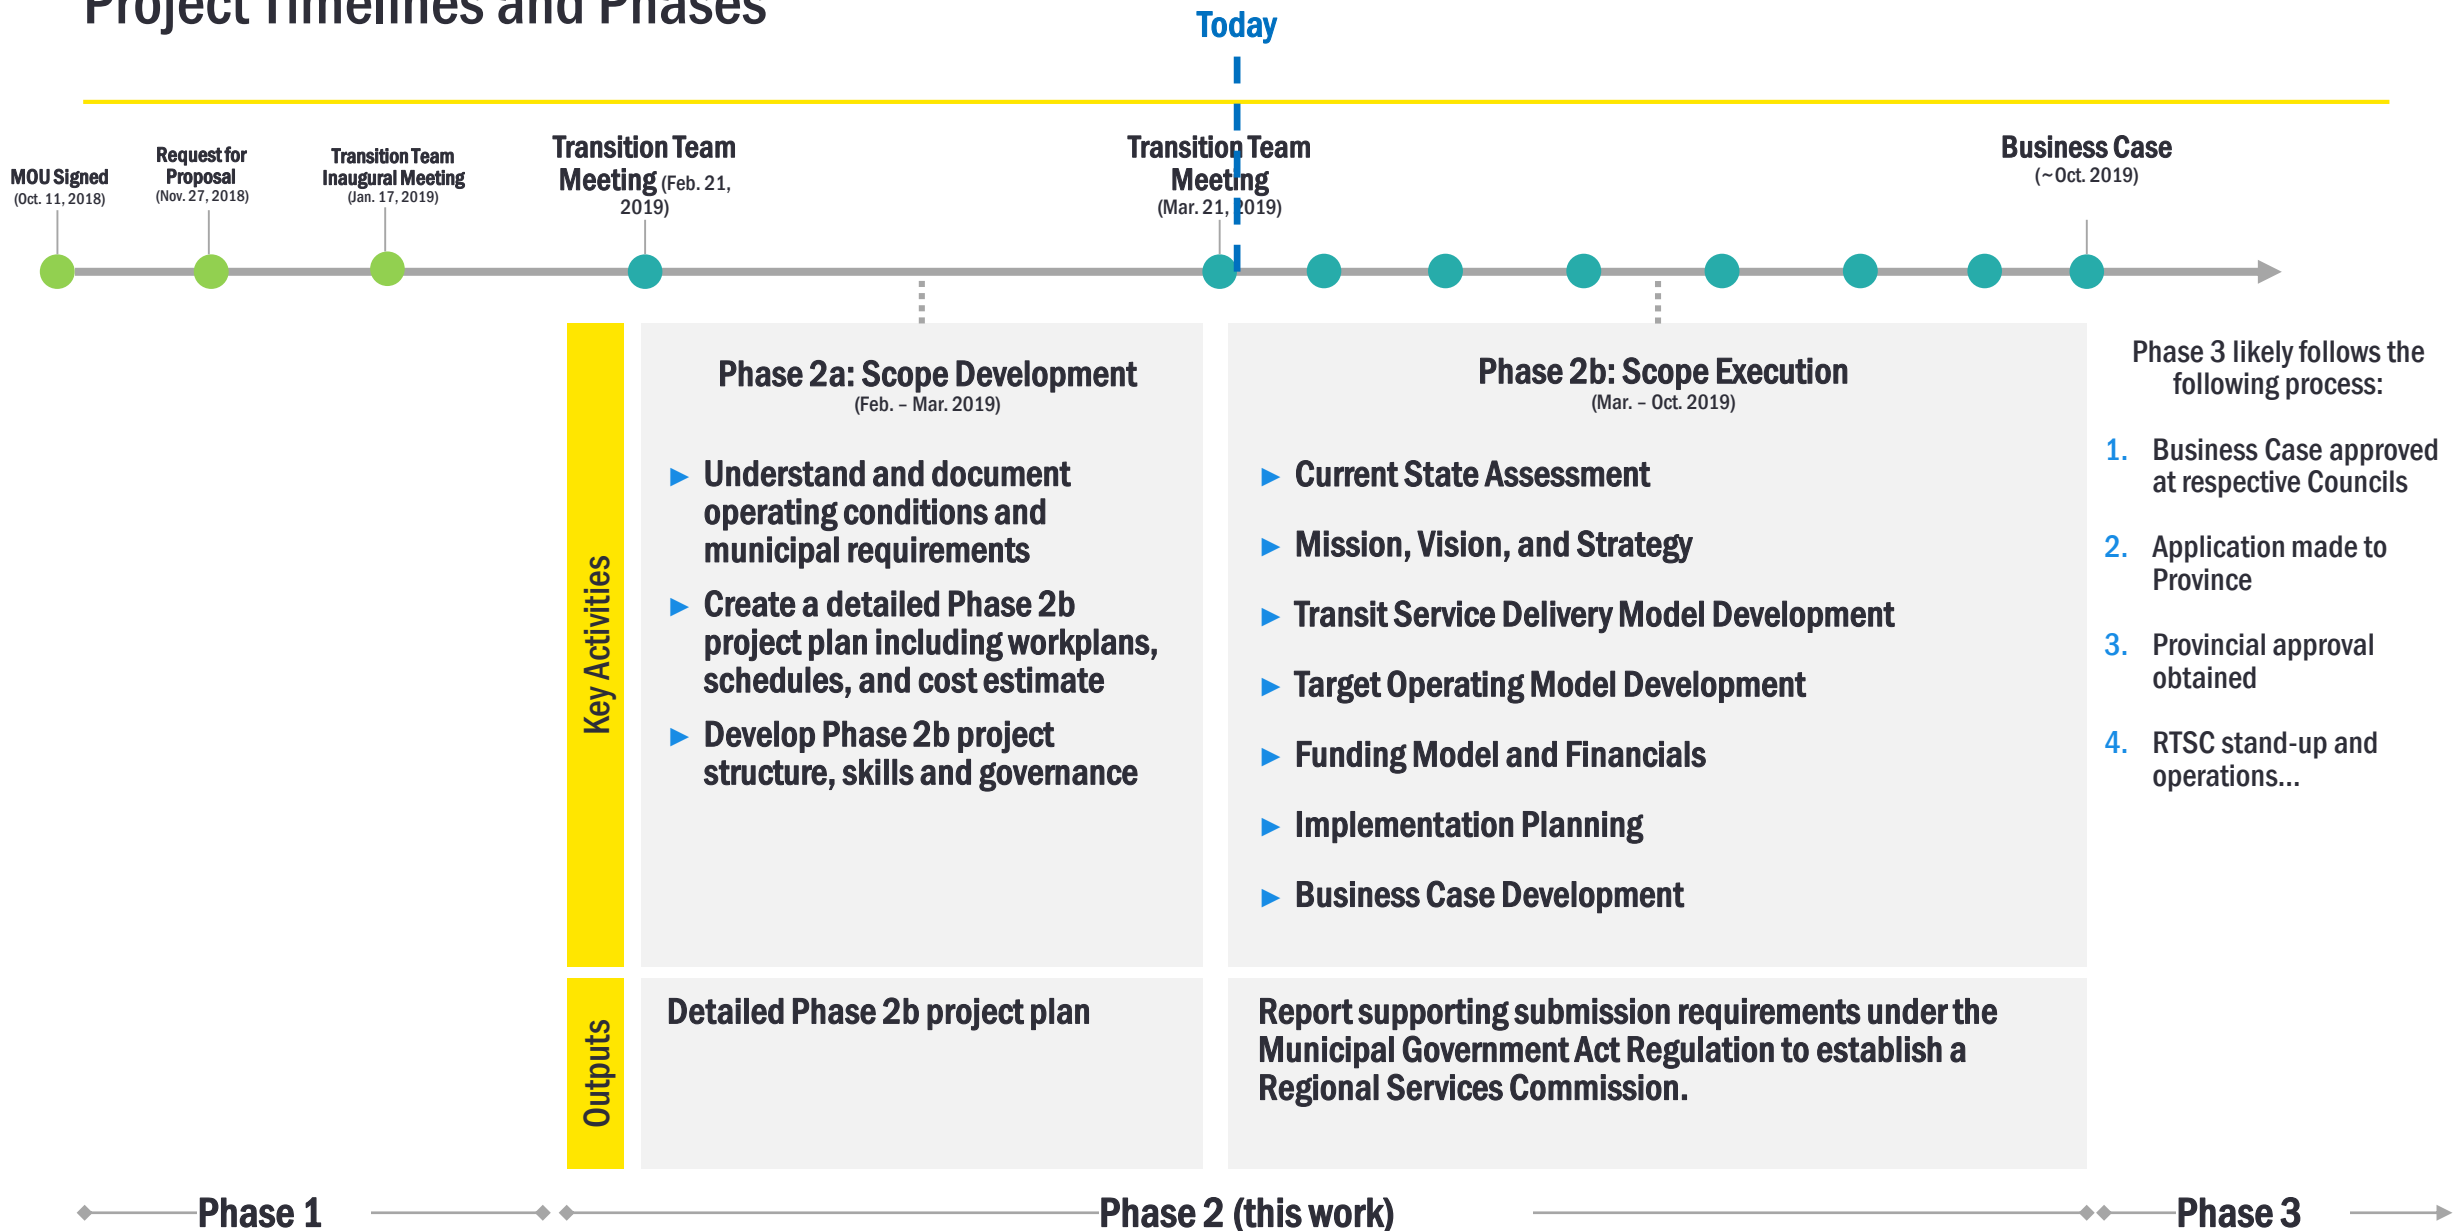 Project Timelines and Phases
Today
MOU Signed
(Oct. 11, 2018)
Request for
Proposal
(Nov. 27, 2018)
Transition Team
Inaugural Meeting
(Jan. 17, 2019)
Transition Team
Meeting (Feb. 21,
2019)
Transition Team
Meeting
(Mar. 21, 2019)
Business Case
(~Oct. 2019)
Key Activities
Phase 2a: Scope Development
(Feb. – Mar. 2019)
► Understand and document
operating conditions and
municipal requirements
► Create a detailed Phase 2b
project plan including workplans,
schedules, and cost estimate
► Develop Phase 2b project
structure, skills and governance
Phase 2b: Scope Execution
(Mar. – Oct. 2019)
► Current State Assessment
► Mission, Vision, and Strategy
► Transit Service Delivery Model Development
► Target Operating Model Development
► Funding Model and Financials
► Implementation Planning
► Business Case Development
Phase 3 likely follows the
following process:
1. Business Case approved
at respective Councils
2. Application made to
Province
3. Provincial approval
obtained
4. RTSC stand-up and
operations...
Outputs
Detailed Phase 2b project plan
Report supporting submission requirements under the
Municipal Government Act Regulation to establish a
Regional Services Commission.
Phase 1
Phase 2 (this work)
Phase 3